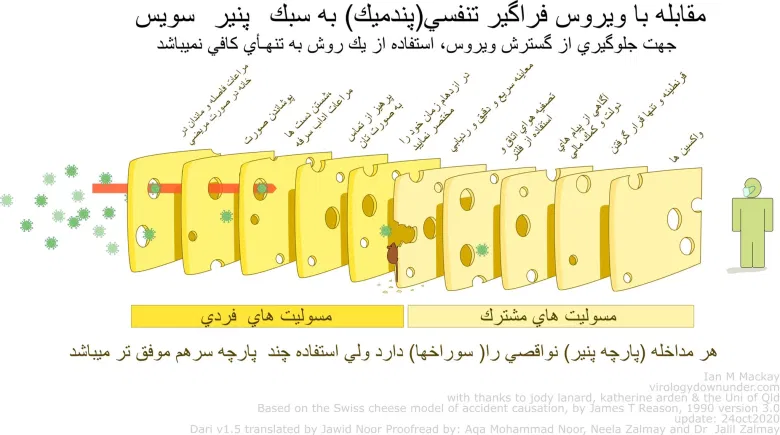 مقابله با ويروس فراگير تنفسي(پندميك) به سبك پنير سويس
جهت جلوگيري از گسترش ويروس، استفاده از يك روش به تنهـأي كافي نميباشد
مراعات فاصله و ماندن در
خانه در صورت مريضي
پوشاندن صورت
شستن دست ها،
مراعات اداب سرفه
پرهيز از تماس
به صورت تان
در ازدهام زمان خود را
مختصر نماييد
معاينه سريع و دقيق و رديابي
تصفيه هواي اتاق و
استفاده از فلتر
اگاهي از پيام هاي
دولت و كمك مالي
قرنطينه و تنها قرار گرفتن
واكسين ها
مسوليت هاي فردي
مسوليت هاي مشترك
هر مداخله (پارچه پنير) نواقصي را( سوراخها) دارد ولي استفاده چند پارچه سرهم موفق تر ميباشد
Ian M Mackay
virologydownunder.com
with thanks to jody lanard, katherine arden & the Uni of Qld
Based on the Swiss cheese model of accident causation, by James T Reason, 1990 version 3.0
update: 24oct2020
Dari v1.5 translated by Jawid Noor Proofread by: Aqa Mohammad Noor, Neela Zalmay and Dr Jalil Zalmay